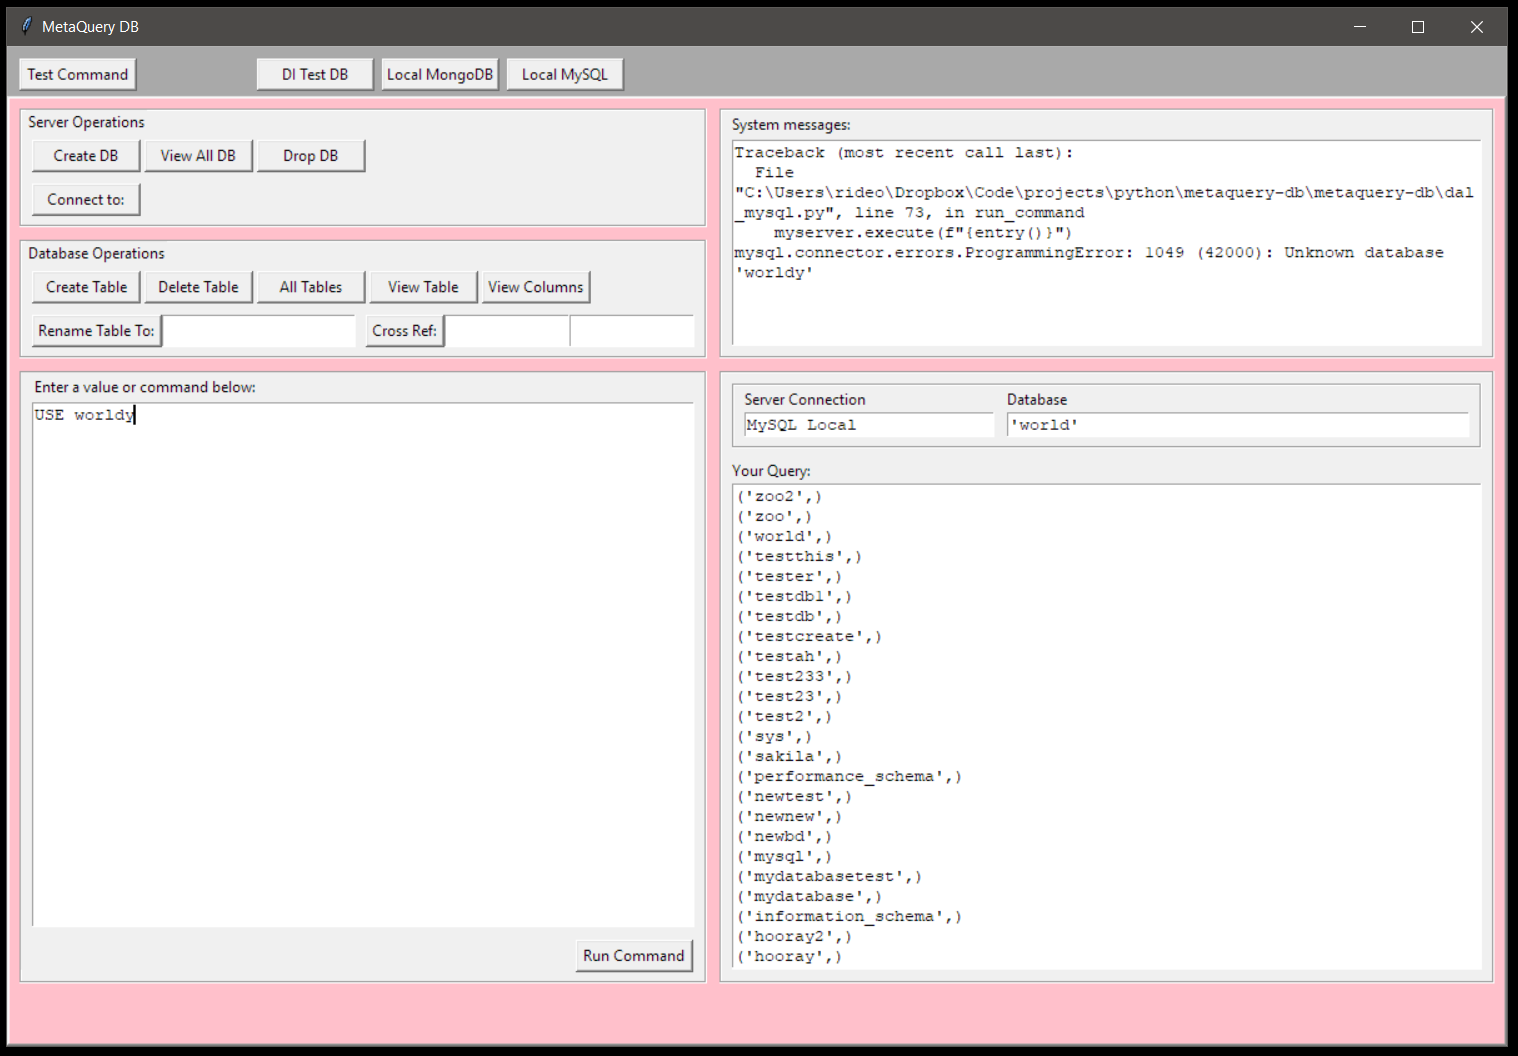 MetaQuery DB
Test Command
DI Test DB
Local MongoDB
Local MySQL
Server Operations
Create DB
View All DB
Drop DB
Connect to:
Database Operations
Create Table
Delete Table
All Tables
View Table
View Columns
Rename Table To:
Cross Ref:
Enter a value or command below:
USE worldy
Run Command
System messages:
Traceback (most recent call last):
File
"C:\Users\rideo\Dropbox\Code\projects\python\metaquery-db\metaquery-db\dal
_mysql.py", line 73, in run_command
myserver.execute(f"{entry()}")
mysql.connector.errors.ProgrammingError: 1049 (42000): Unknown database
'worldy'
Server Connection
MySQL Local
Database
'world'
Your Query:
('zoo2',)
('zoo',)
('world',)
('testthis',)
('tester',)
('testdb1',)
('testdb',)
('testcreate',)
('testah',)
('test233',)
('test23',)
('test2',)
('sys',)
('sakila',)
('performance_schema',)
('newtest',)
('newnew',)
('newbd',)
('mysql',)
('mydatabasetest',)
('mydatabase',)
('information_schema',)
('hooray2',)
('hooray',)